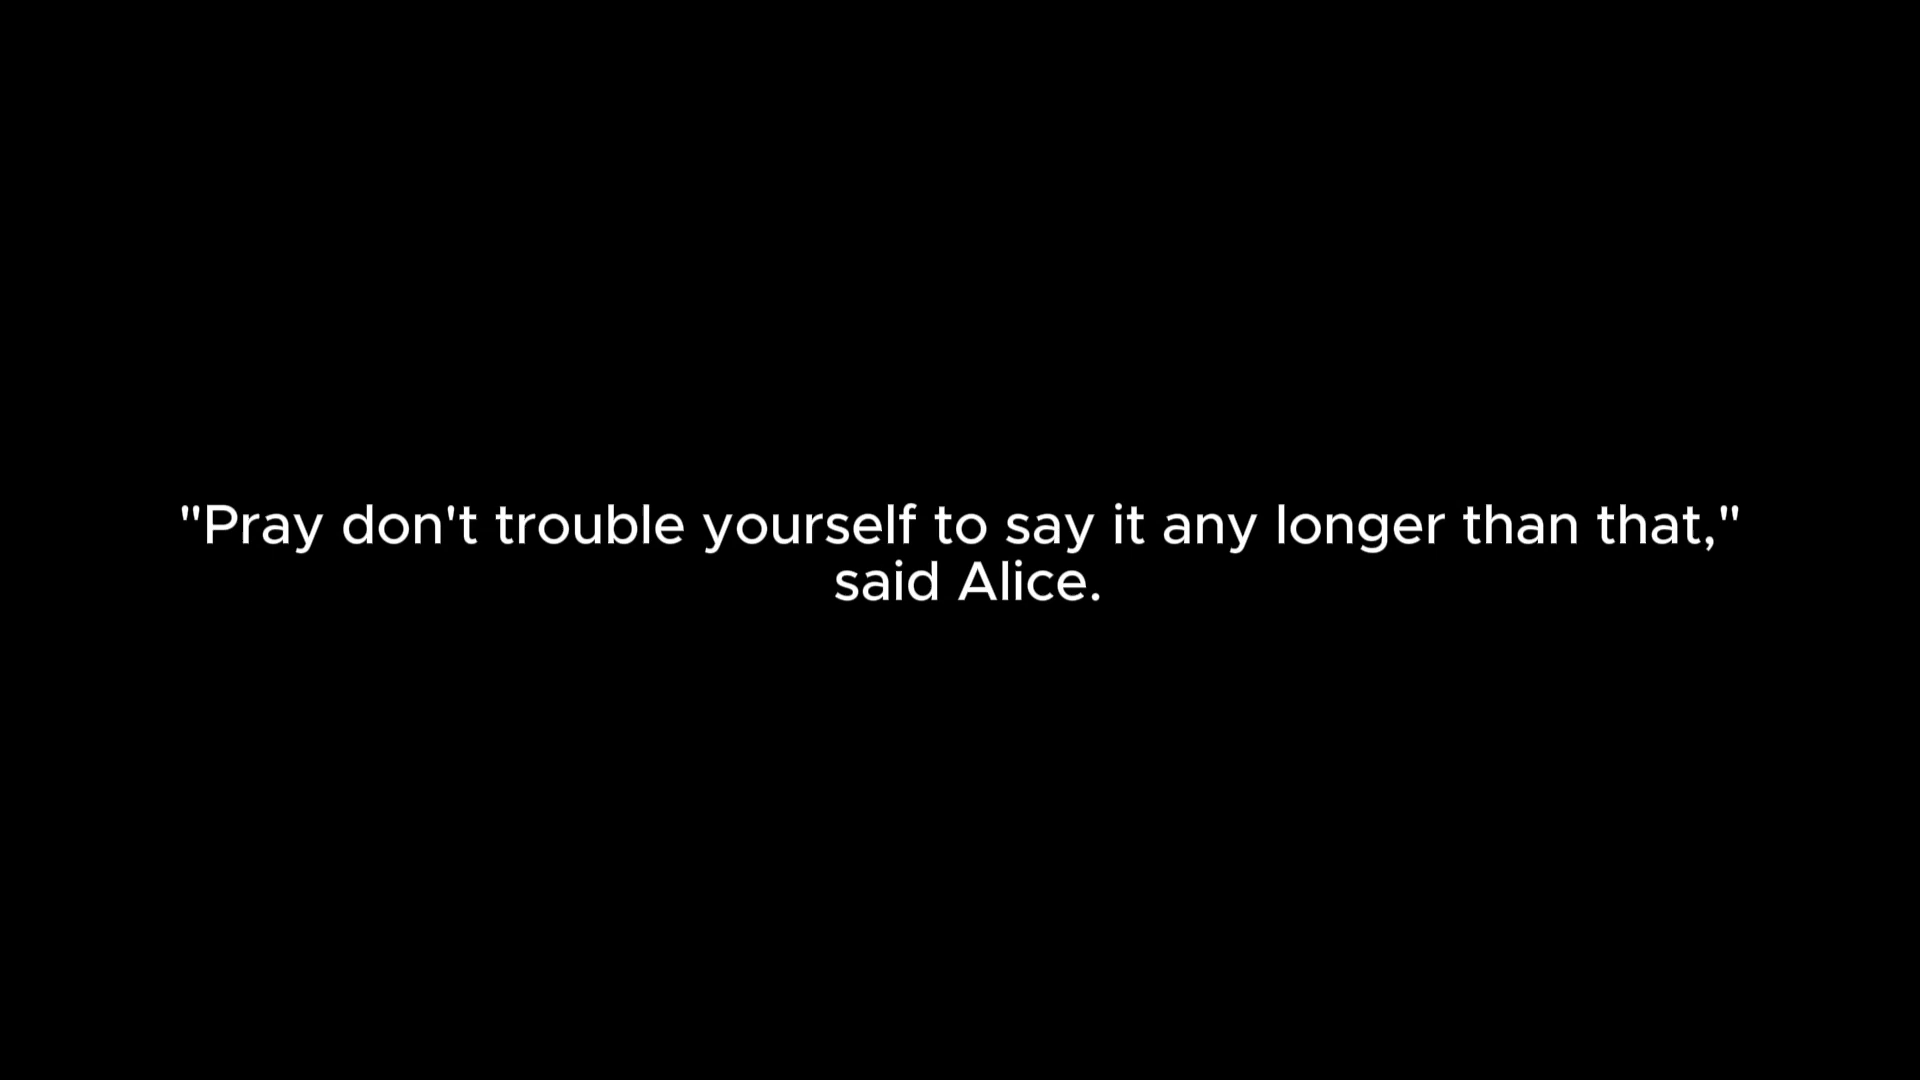 "Pray don't trouble yourself to say it any longer than that,"
said Alice.